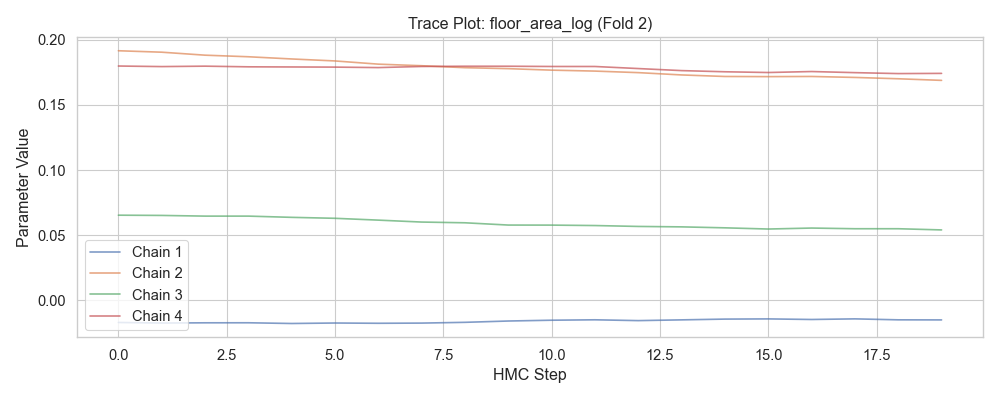 Trace Plot: floor_area_log (Fold 2)
Parameter Value
0.20
0.15
0.10
0.05
0.00
Chain 1
Chain 2
Chain 3
Chain 4
0.0 2.5 5.0 7.5 10.0 12.5 15.0 17.5
HMC Step